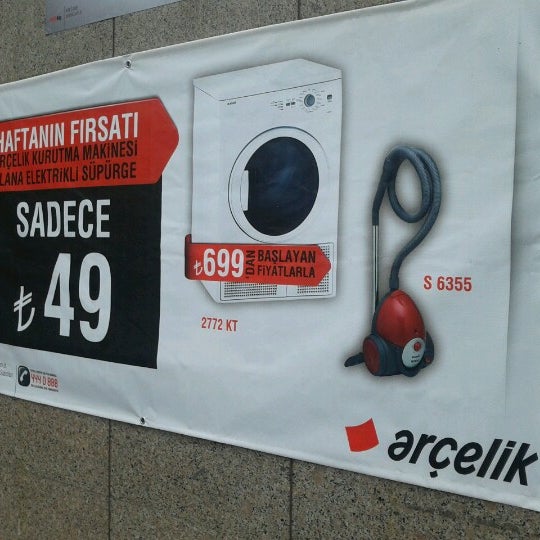 HAFTANIN FIRSATI
ARÇELİK KURUTMA MAKİNESİ
ALANA ELEKTRİKLİ SÜPÜRGE
SADECE
₺ 49
₺699'DAN BAŞLAYAN
FİYATLARLA
2772 KT
S 6355
444 0 888
arçelik